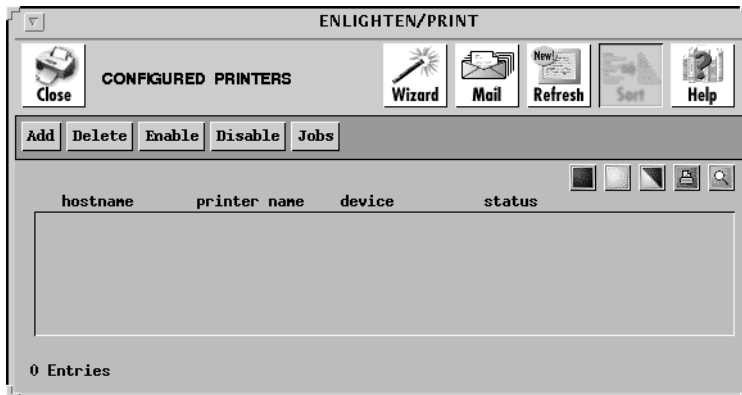 ENLIGHTEN/PRINT
Close
CONFIGURED PRINTERS
Wizard
Mail
New!
Refresh
Sort
Help
Add Delete Enable Disable Jobs
hostname printer name device status
0 Entries